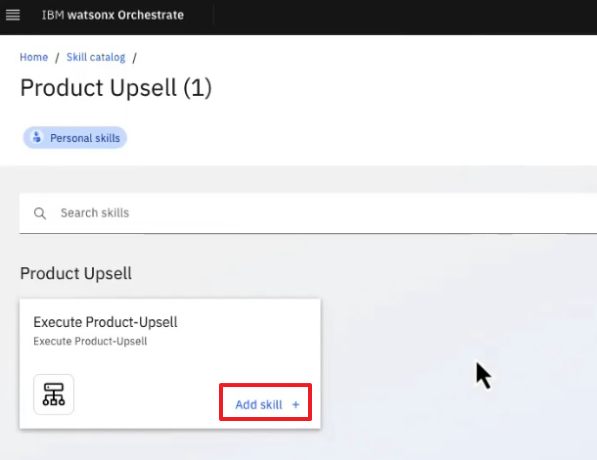 IBM watsonx Orchestrate
Home / Skill catalog /
Product Upsell (1)
Personal skills
Search skills
Product Upsell
Execute Product-Upsell
Execute Product-Upsell
Add skill +